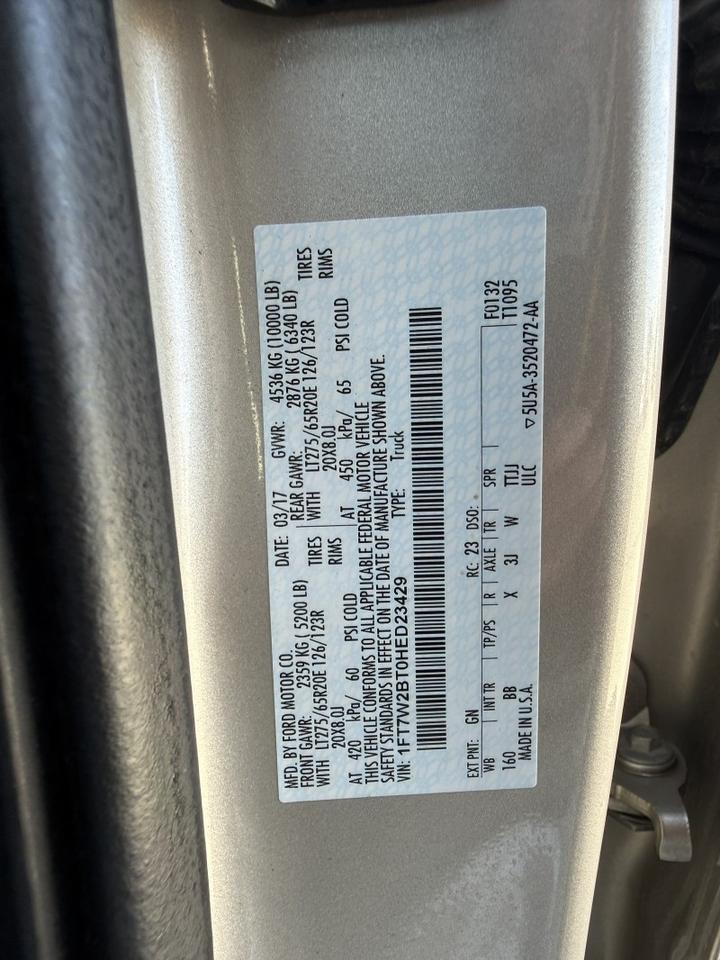 MFD. BY FORD MOTOR CO.
DATE: 03/17 GVWR: 4536 KG (10000 LB)
FRONT GAWR: 2359 KG ( 5200 LB) REAR GAWR: 2876 KG ( 6340 LB)
WITH LT275/65R20E 126/123R TIRES WITH LT275/65R20E 126/123R TIRES
20X8.0J RIMS 20X8.0J RIMS
AT 420 kPa/ 60 PSI COLD AT 450 kPa/ 65 PSI COLD
THIS VEHICLE CONFORMS TO ALL APPLICABLE FEDERAL MOTOR VEHICLE
SAFETY STANDARDS IN EFFECT ON THE DATE OF MANUFACTURE SHOWN ABOVE.
VIN: 1FT7W2BT0HED23429 TYPE: Truck
EXT PNT: GN RC: 23 DSO:
WB INT TR TP/PS R AXLE TR SPR F0132
160 BB X 3J W TTJJ T1095
MADE IN U.S.A. ULC
▽5U5A-3520472-AA